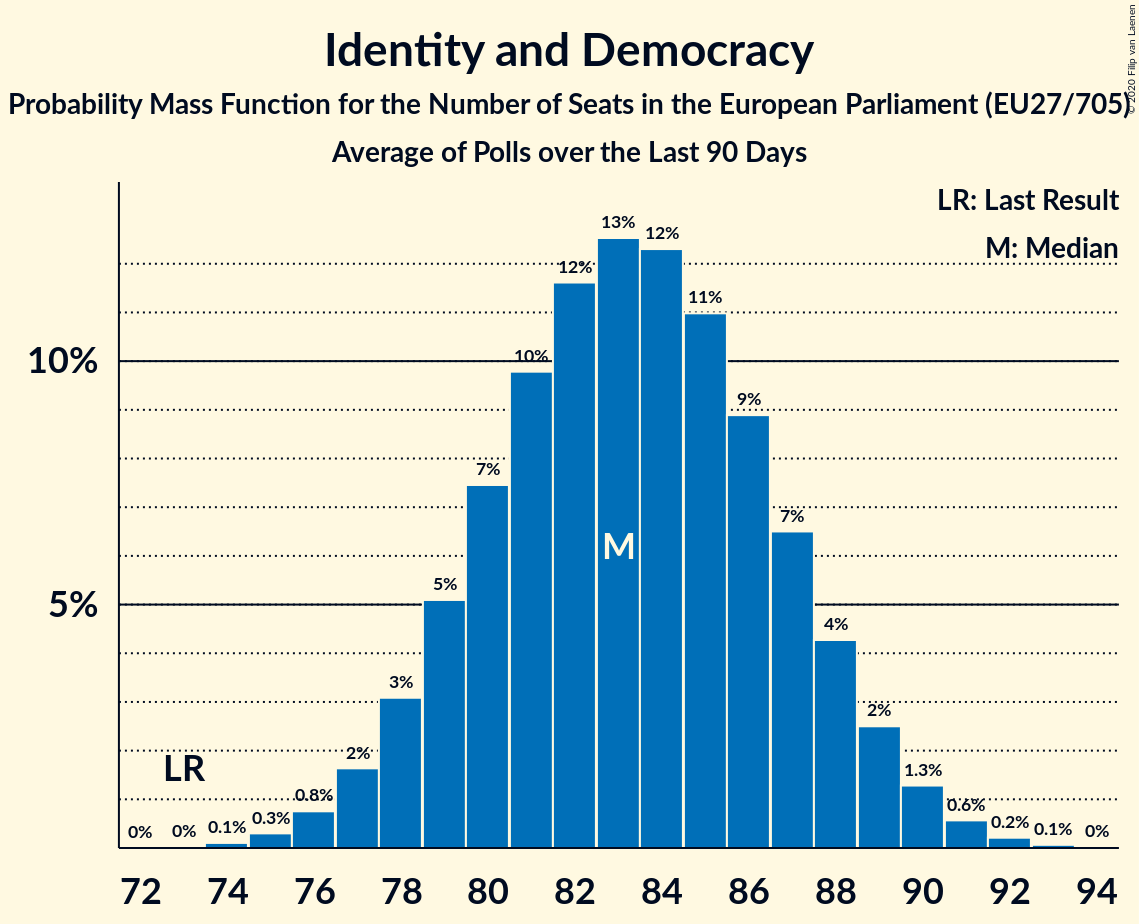 Identity and Democracy
Probability Mass Function for the Number of Seats in the European Parliament (EU27/705)
Average of Polls over the Last 90 Days
© 2020 Filip van Laenen
LR: Last Result
M: Median
13%
12%
12%
11%
10%
10%
9%
7%
7%
M
5%
5%
4%
3%
2%
2%
LR
1.3%
0.8%
0.6%
0.3%
0.2%
0.1%
0.1%
0%
0%
0%
72 74 76 78 80 82 84 86 88 90 92 94